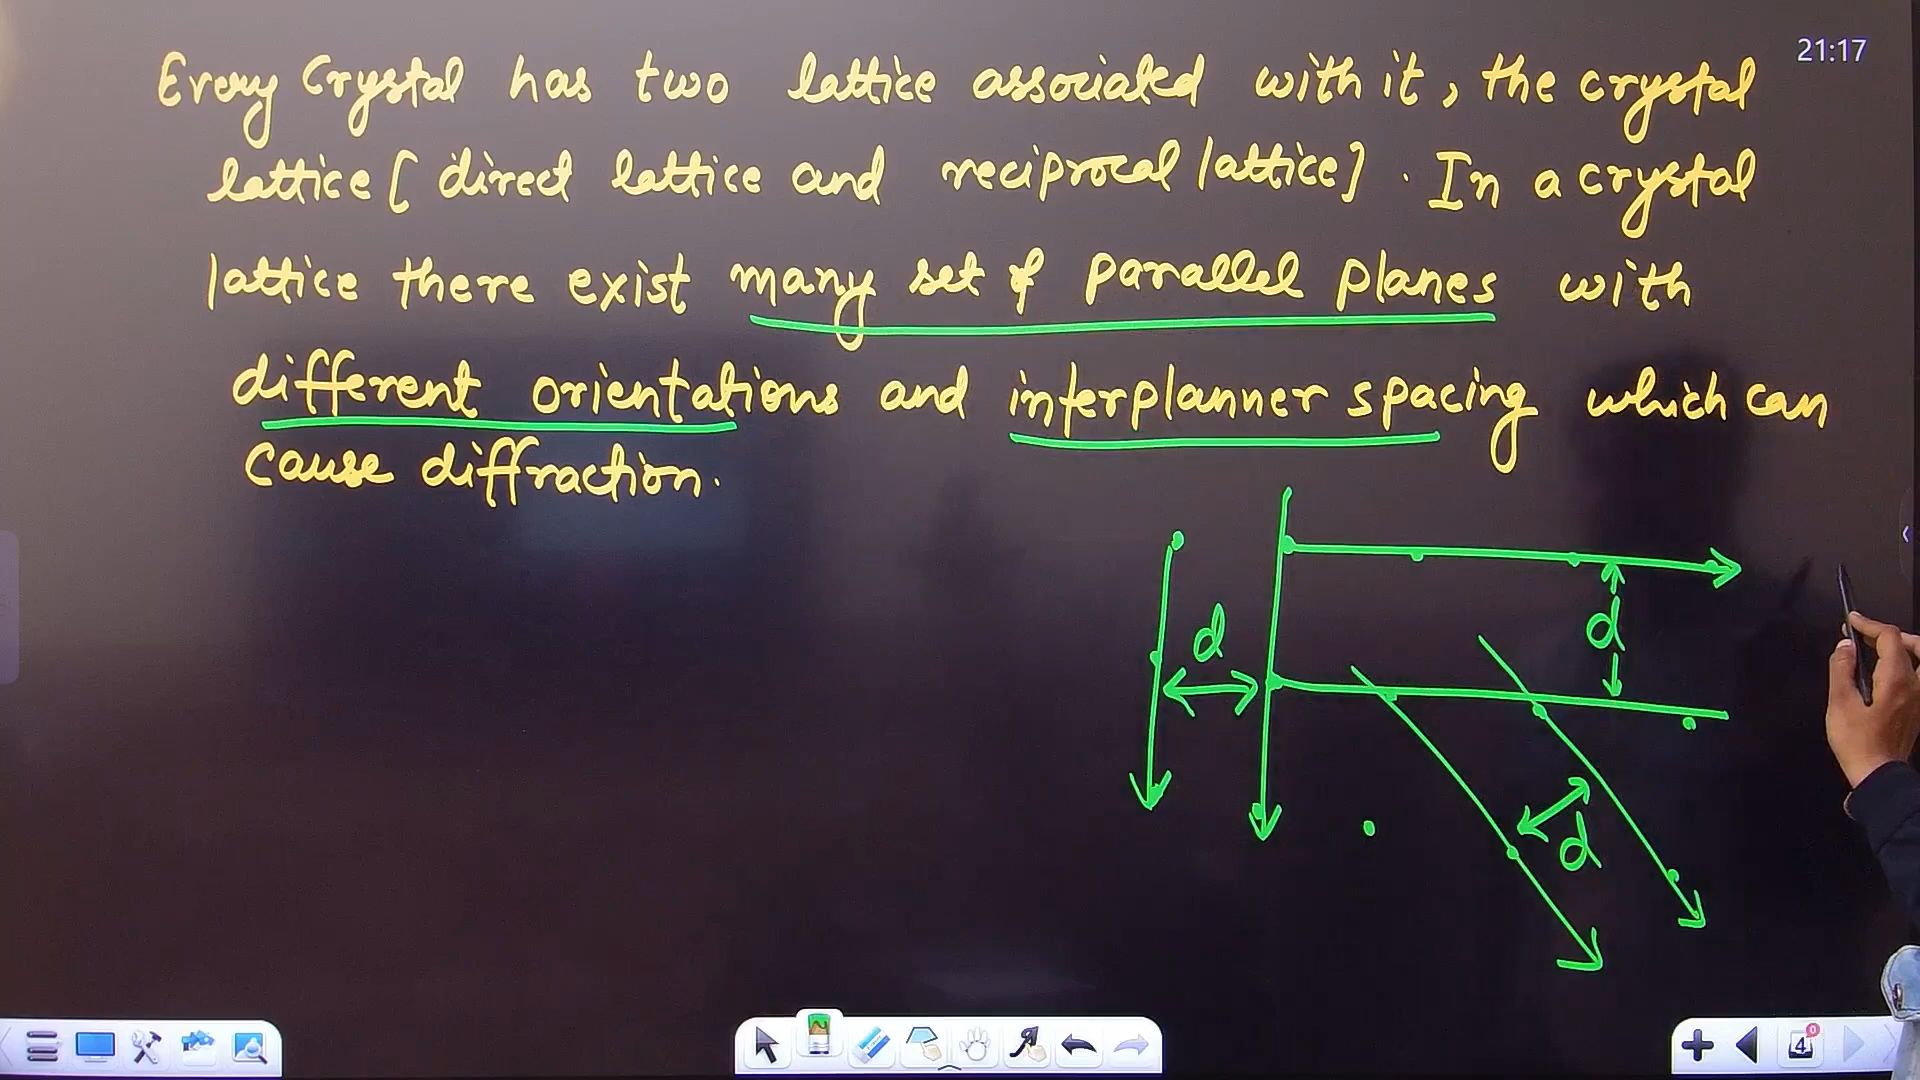 21:17
Every Crystal has two lattice associated with it, the crystal
lattice [ direct lattice and reciprocal lattice] . In a crystal
lattice there exist many set of parallel planes with
different orientations and interplanner spacing which can
cause diffraction.
d
d
d
4
0